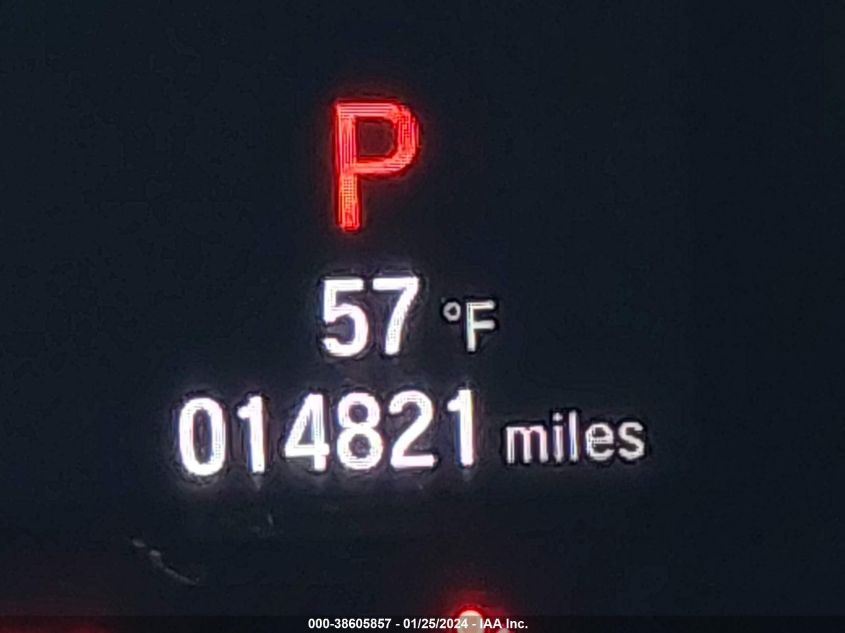 P
57 °F
014821 miles
000-38605857 - 01/25/2024 - IAA Inc.